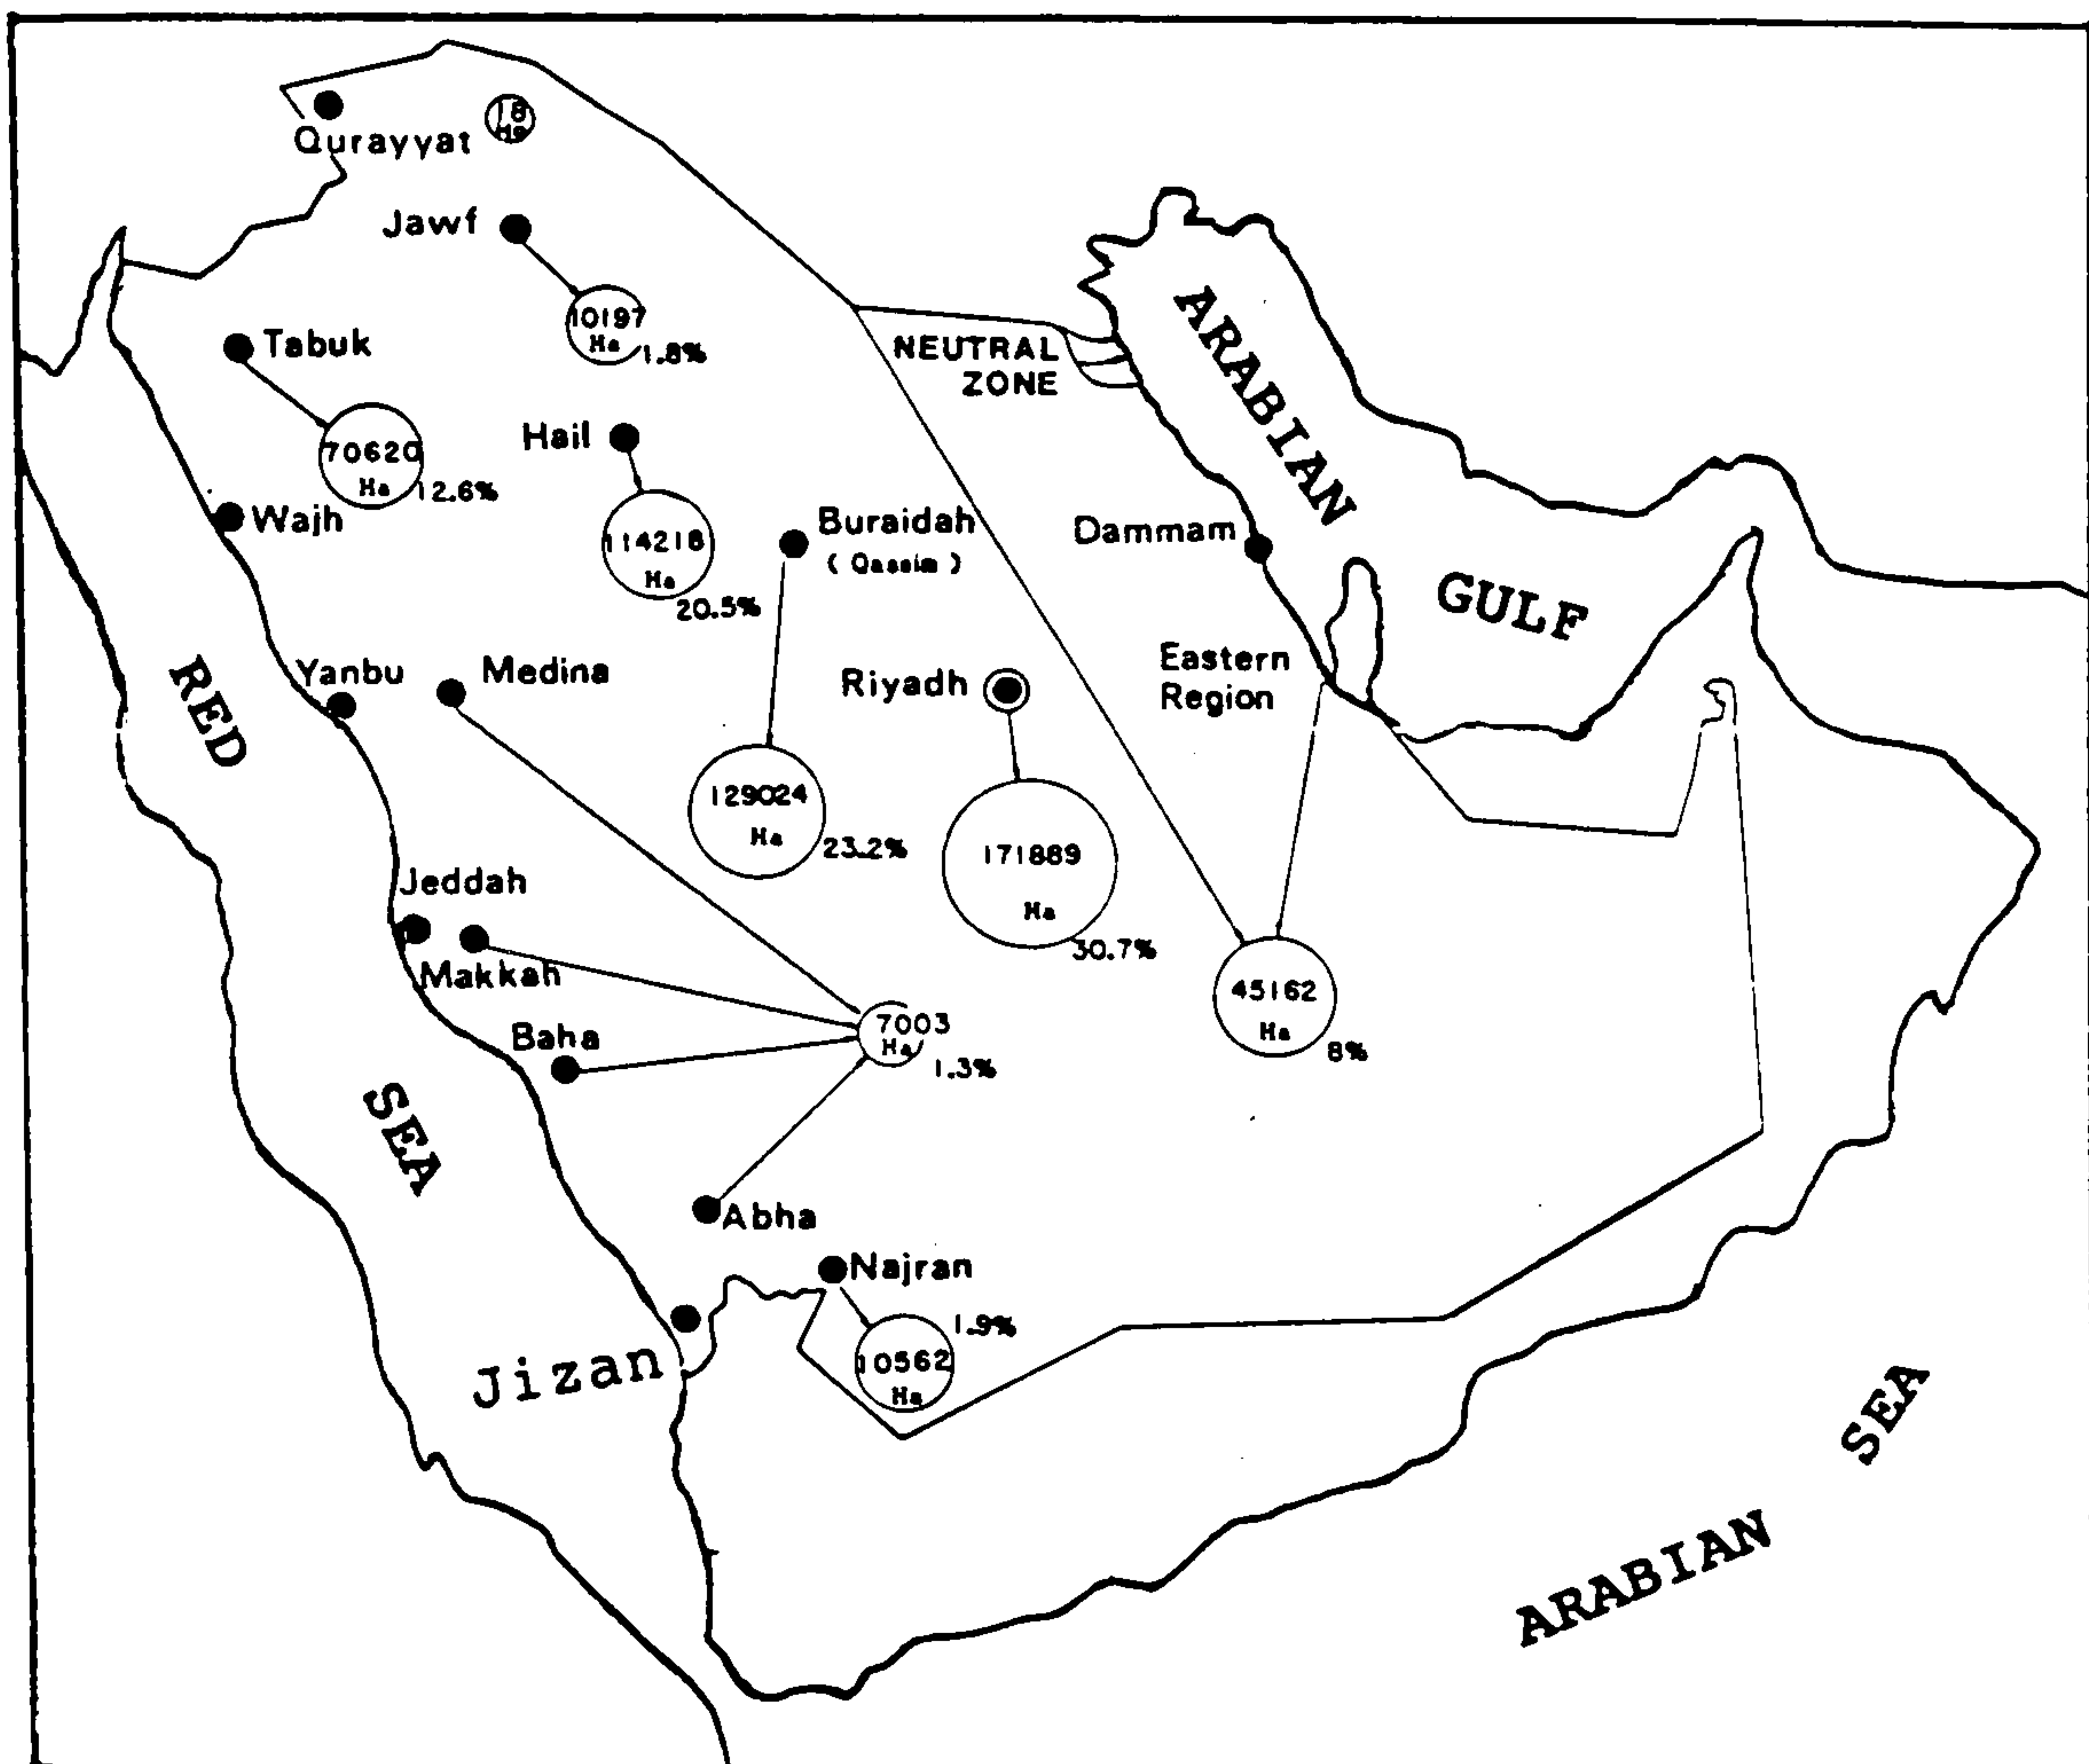 Qurayyat
18
Ha
Jawf
10197
Ha
1.8%
Tabuk
70620
Ha
12.6%
Hail
114218
Ha
20.5%
Wajh
Buraidah
( Qassim )
129024
Ha
23.2%
NEUTRAL
ZONE
ARABIAN
GULF
Dammam
Eastern
Region
45162
Ha
8%
Riyadh
171889
Ha
30.7%
Yanbu
Medina
Jeddah
Makkah
Baha
7003
Ha
1.3%
Abha
Najran
10562
Ha
1.9%
Jizan
RED
SEA
ARABIAN
SEA